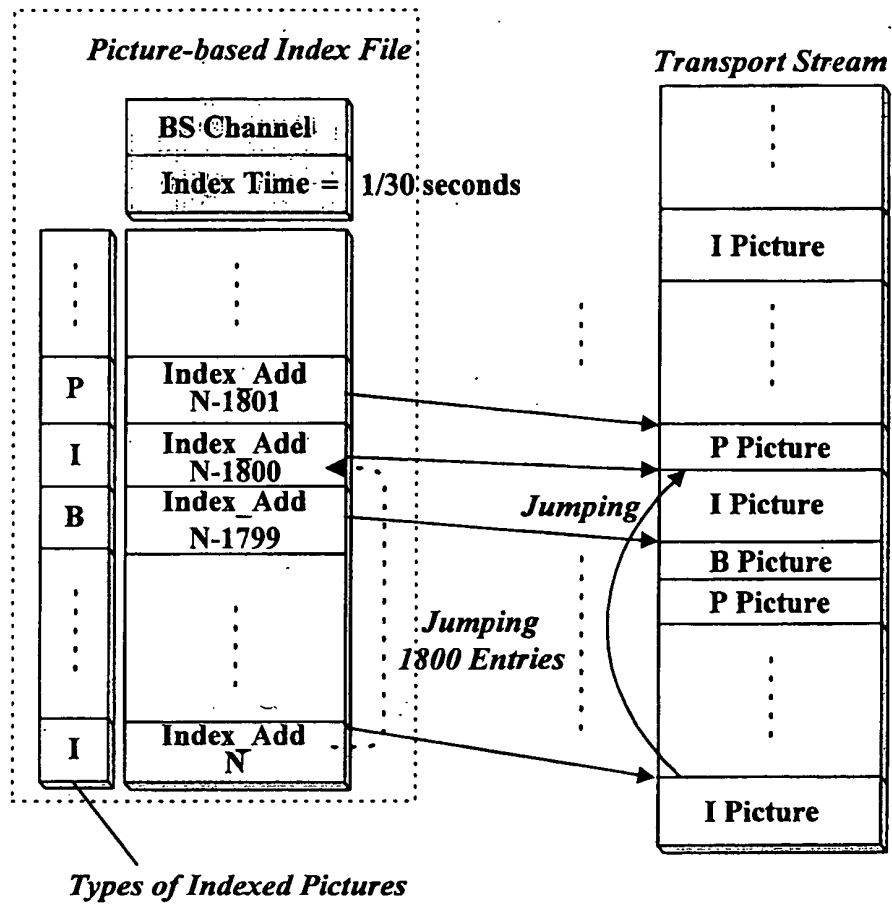 Picture-based Index File
BS Channel
Index Time = 1/30 seconds
P
Index_Add
N-1801
I
Index_Add
N-1800
B
Index_Add
N-1799
I
Index_Add
N
Types of Indexed Pictures
Jumping
Jumping
1800 Entries
Transport Stream
I Picture
P Picture
I Picture
B Picture
P Picture
I Picture